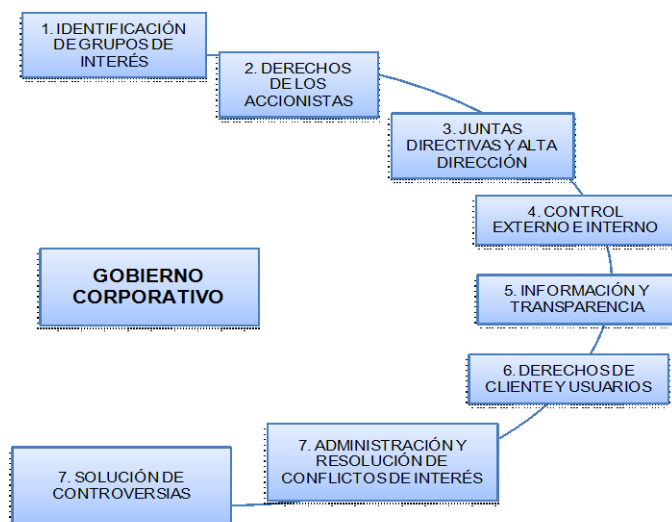 1. IDENTIFICACIÓN
DE GRUPOS DE
INTERÉS
2. DERECHOS
DE LOS
ACCIONISTAS
3. JUNTAS
DIRECTIVAS Y ALTA
DIRECCIÓN
4. CONTROL
EXTERNO E INTERNO
GOBIERNO
CORPORATIVO
5. INFORMACIÓN Y
TRANSPARENCIA
6. DERECHOS DE
CLIENTE Y USUARIOS
7. ADMINISTRACIÓN Y
RESOLUCIÓN DE
CONFLICTOS DE INTERÉS
7. SOLUCIÓN DE
CONTROVERSIAS